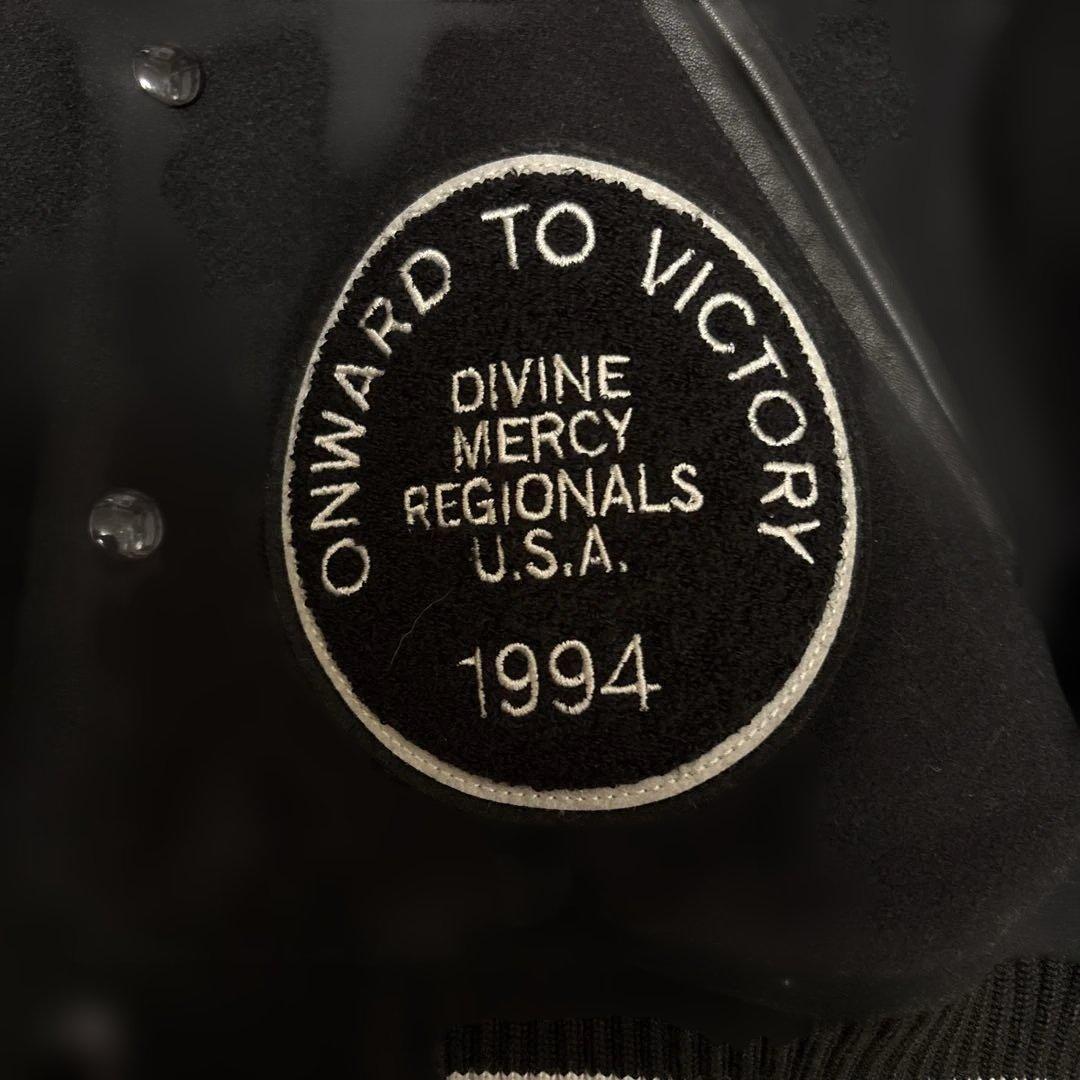 ONWARD TO VICTORY
DIVINE
MERCY
REGIONALS
U.S.A.
1994